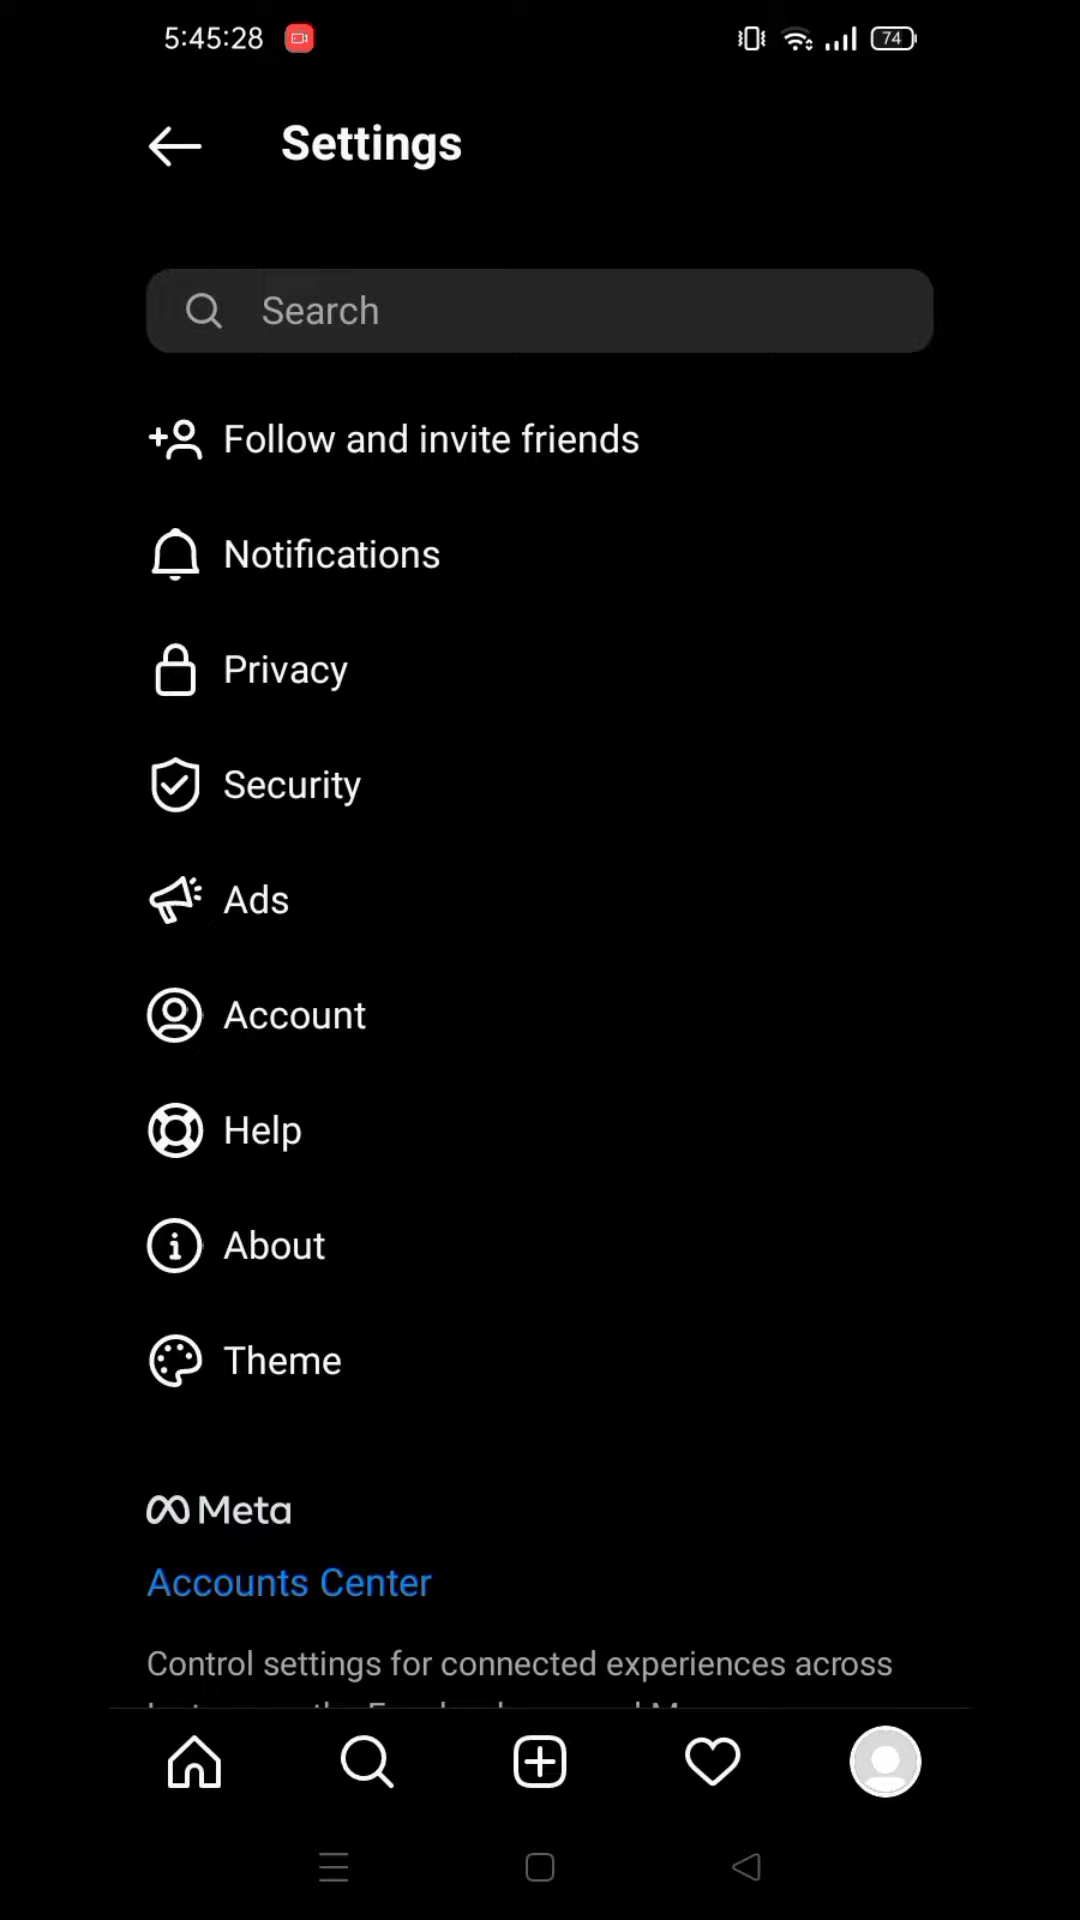 5:45:28
74
Settings
Search
Follow and invite friends
Notifications
Privacy
Security
Ads
Account
Help
About
Theme
Meta
Accounts Center
Control settings for connected experiences across